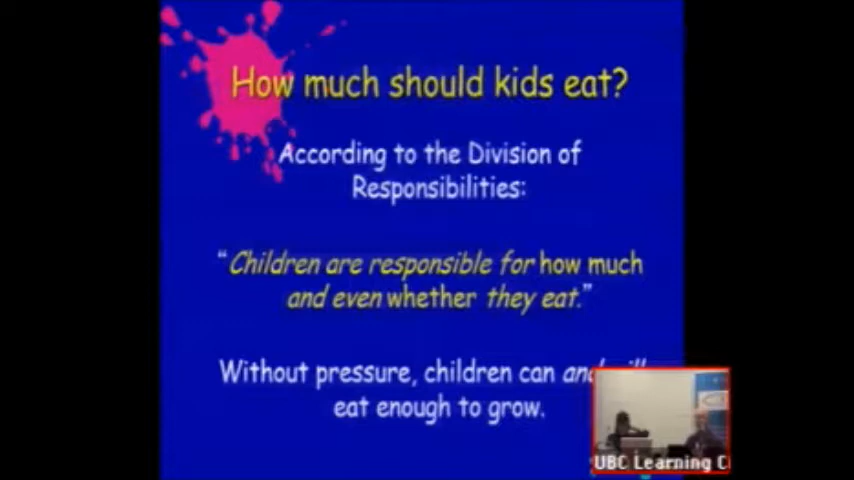 How much should kids eat?
According to the Division of
Responsibilities:
“Children are responsible for how much
and even whether they eat.”
Without pressure, children can and
eat enough to grow.
UBC Learning